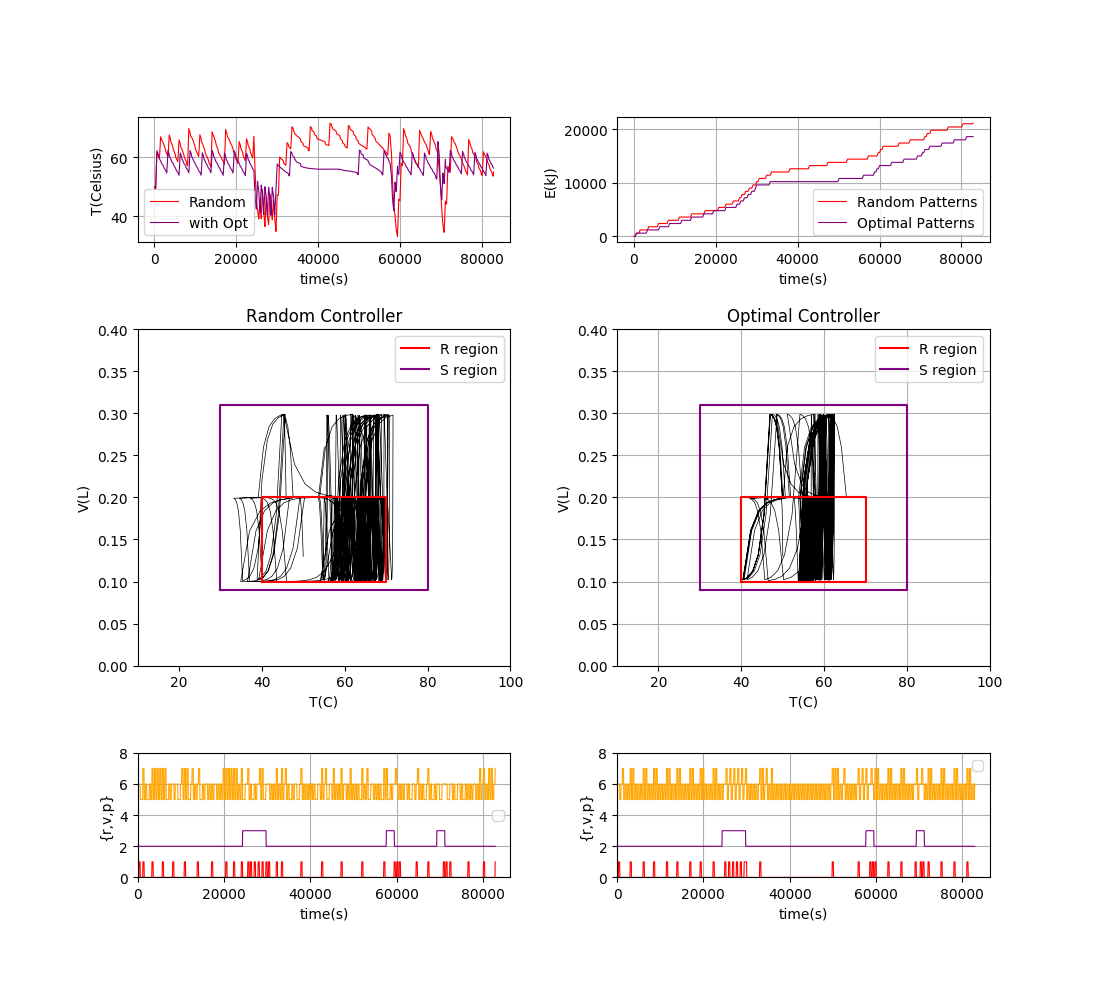 T(Celsius)
60
40
Random
with Opt
0 20000 40000 60000 80000
time(s)
E(kJ)
20000
10000
0
Random Patterns
Optimal Patterns
0 20000 40000 60000 80000
time(s)
Random Controller
V(L)
0.40
0.35
0.30
0.25
0.20
0.15
0.10
0.05
0.00
R region
S region
20 40 60 80 100
T(C)
Optimal Controller
V(L)
0.40
0.35
0.30
0.25
0.20
0.15
0.10
0.05
0.00
R region
S region
20 40 60 80 100
T(C)
{r,v,p}
8
6
4
2
0
0 20000 40000 60000 80000
time(s)
{r,v,p}
8
6
4
2
0
0 20000 40000 60000 80000
time(s)